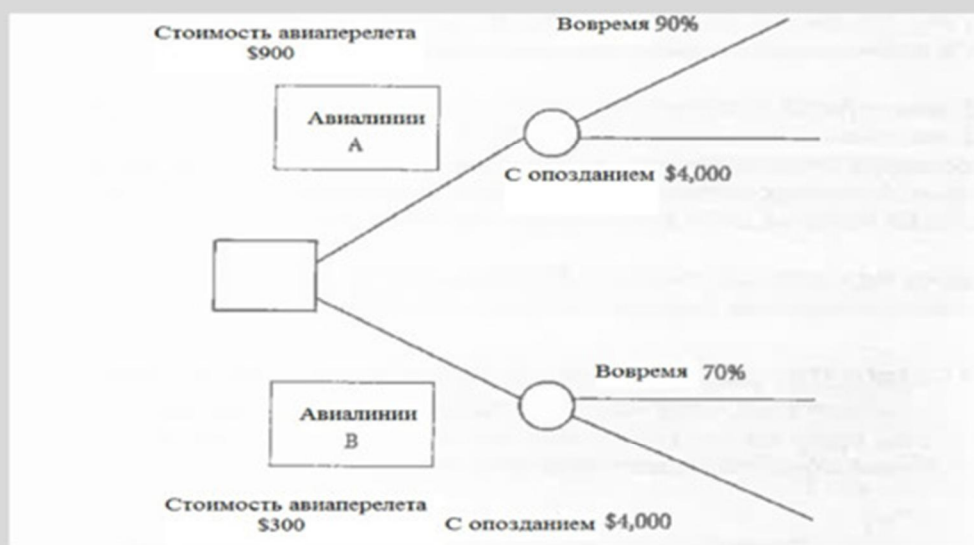 Стоимость авиаперелета
$900
Вовремя 90%
Авиалинии
А
С опозданием $4,000
Вовремя 70%
Авиалинии
В
Стоимость авиаперелета
$300
С опозданием $4,000